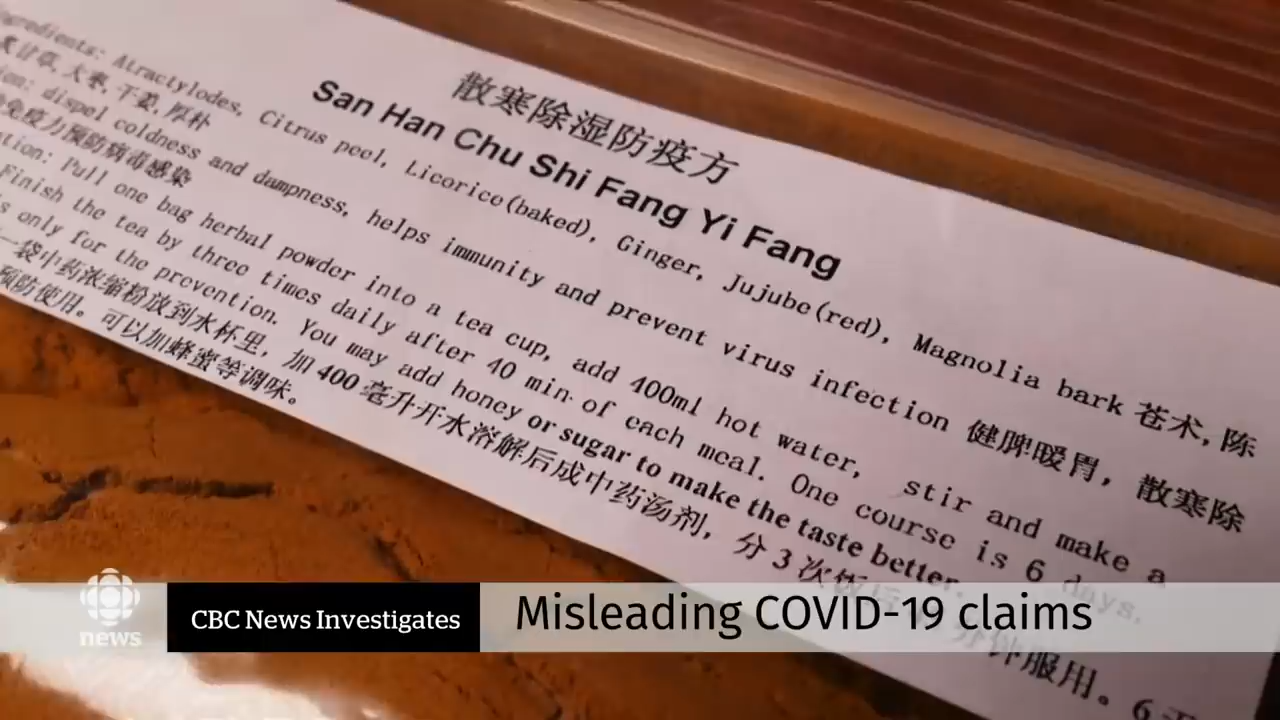 散寒除湿防疫方
San Han Chu Shi Fang Yi Fang
Ingredients: Atractylodes, Citrus peel, Licorice(baked), Ginger, Jujube(red), Magnolia bark 苍术, 陈
甘草, 大枣, 干姜, 厚朴
dispel coldness and dampness, helps immunity and prevent virus infection 健脾暖胃, 散寒除
免疫力预防病毒感染
Pull one bag herbal powder into a tea cup, add 400ml hot water, stir and make a
Finish the tea by three times daily after 40 min. of each meal. One course is 6 days.
only for the prevention. You may add honey or sugar to make the taste better.
一袋中药浓缩粉放到水杯里, 加 400 毫升开水溶解后成中药汤剂, 分 3 次饭 服用。6
预防使用。可以加蜂蜜等调味。
news
CBC News Investigates
Misleading COVID-19 claims